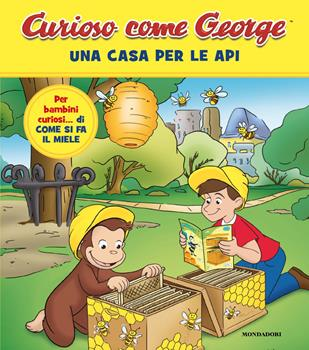 Curioso come George
UNA CASA PER LE API
Per
bambini
curiosi... di
COME SI FA
IL MIELE
MONDADORI